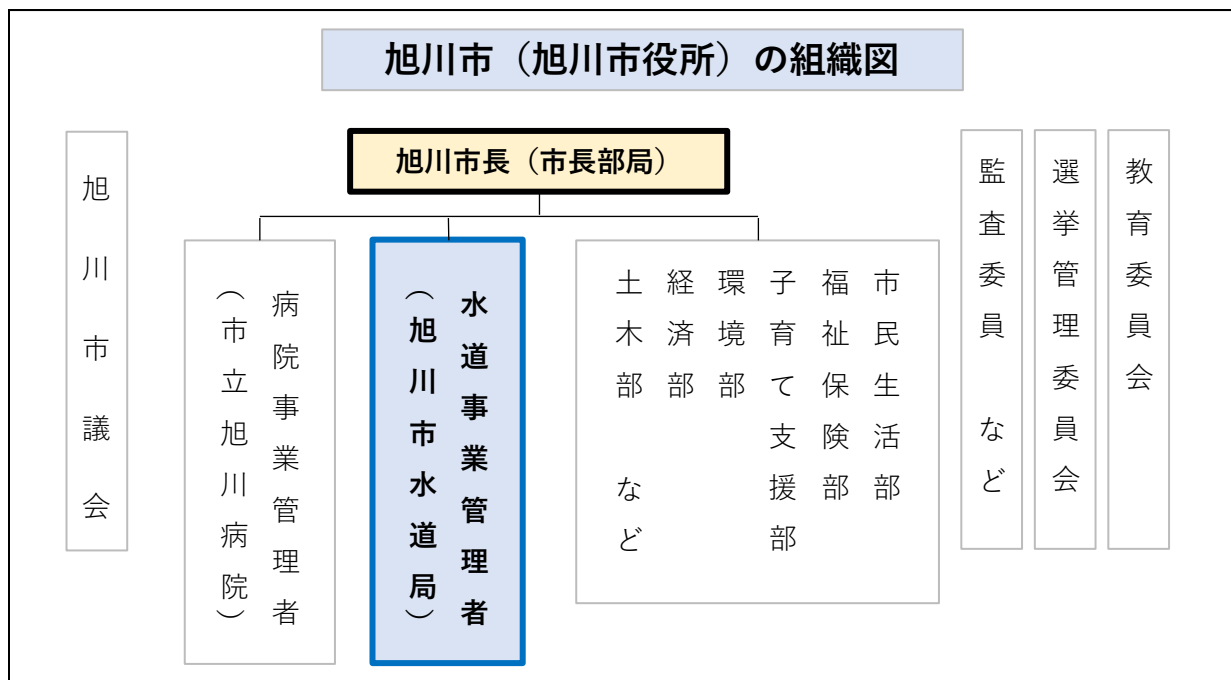 旭川市（旭川市役所）の組織図
旭川市長（市長部局）
教育委員会
選挙管理委員会
監査委員　など
市民生活部
福祉保険部
子育て支援部
環境部
経済部
土木部　など
水道事業管理者
（旭川市水道局）
病院事業管理者
（市立旭川病院）
旭川市議会